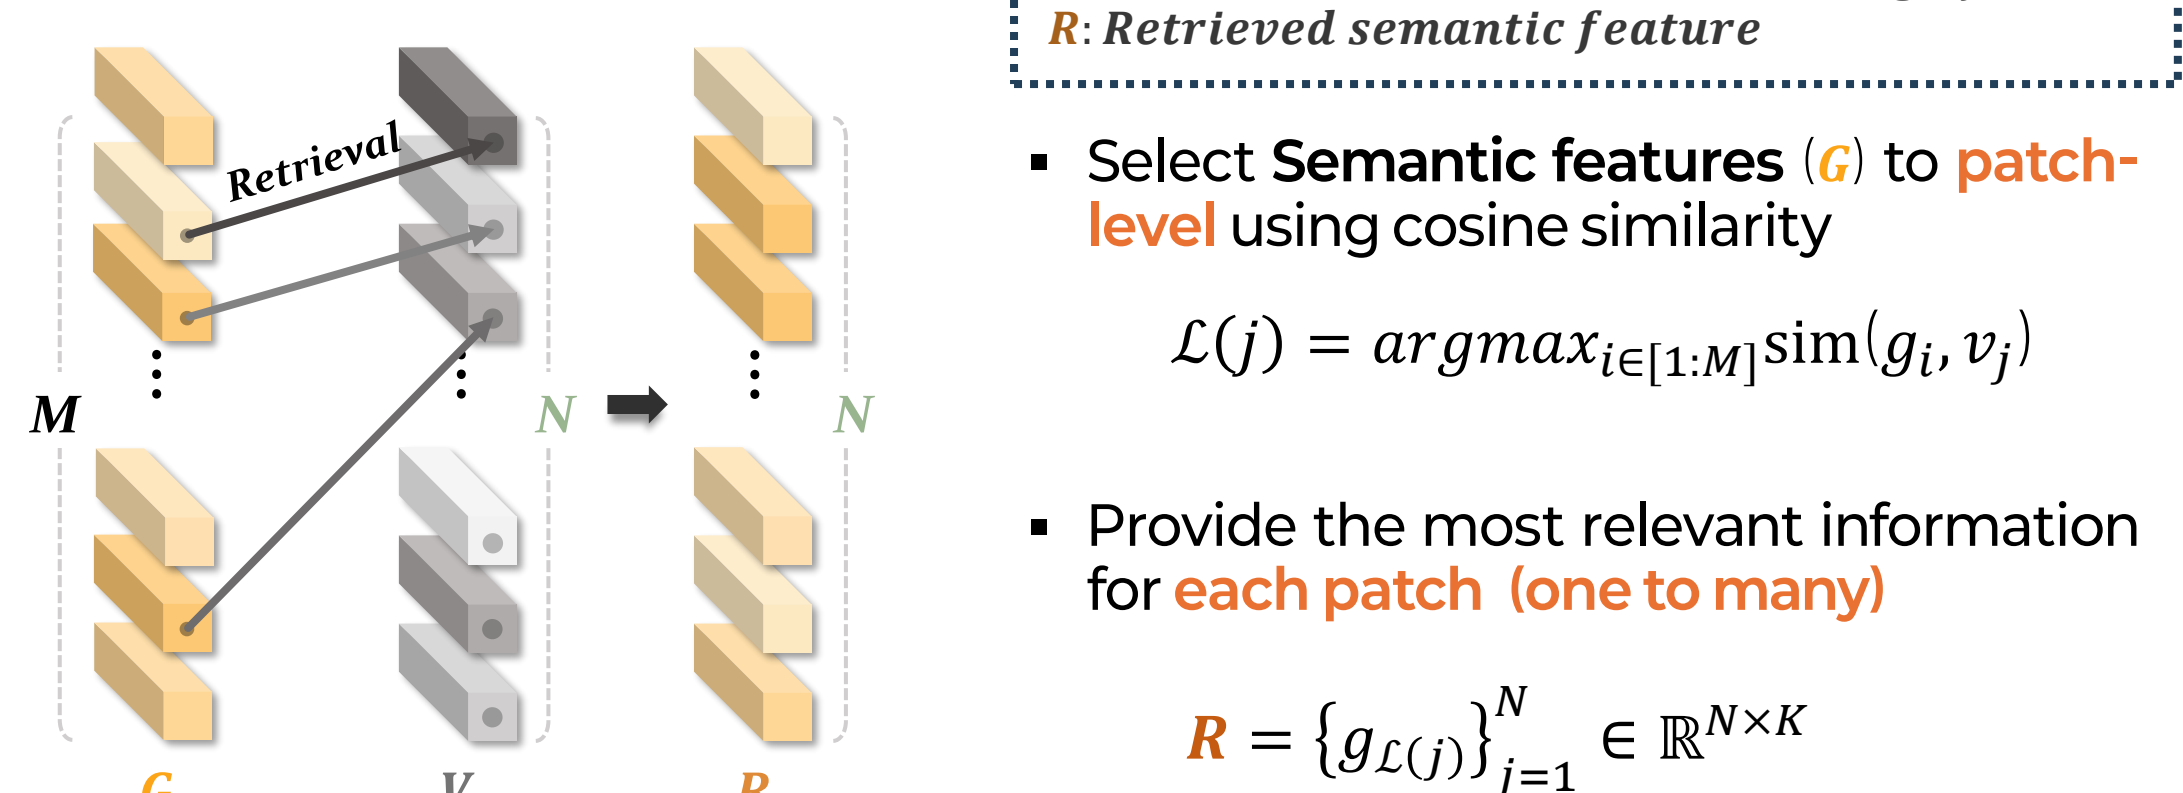 Retrieval
M
N
N
G
V
R
R: Retrieved semantic feature
▪ Select Semantic features (G) to patch-
level using cosine similarity
ℒ(j) = argmax_{i∈[1:M]} sim(g_i, v_j)
▪ Provide the most relevant information
for each patch (one to many)
R = {g_{ℒ(j)}}_{j=1}^{N} ∈ ℝ^{N×K}